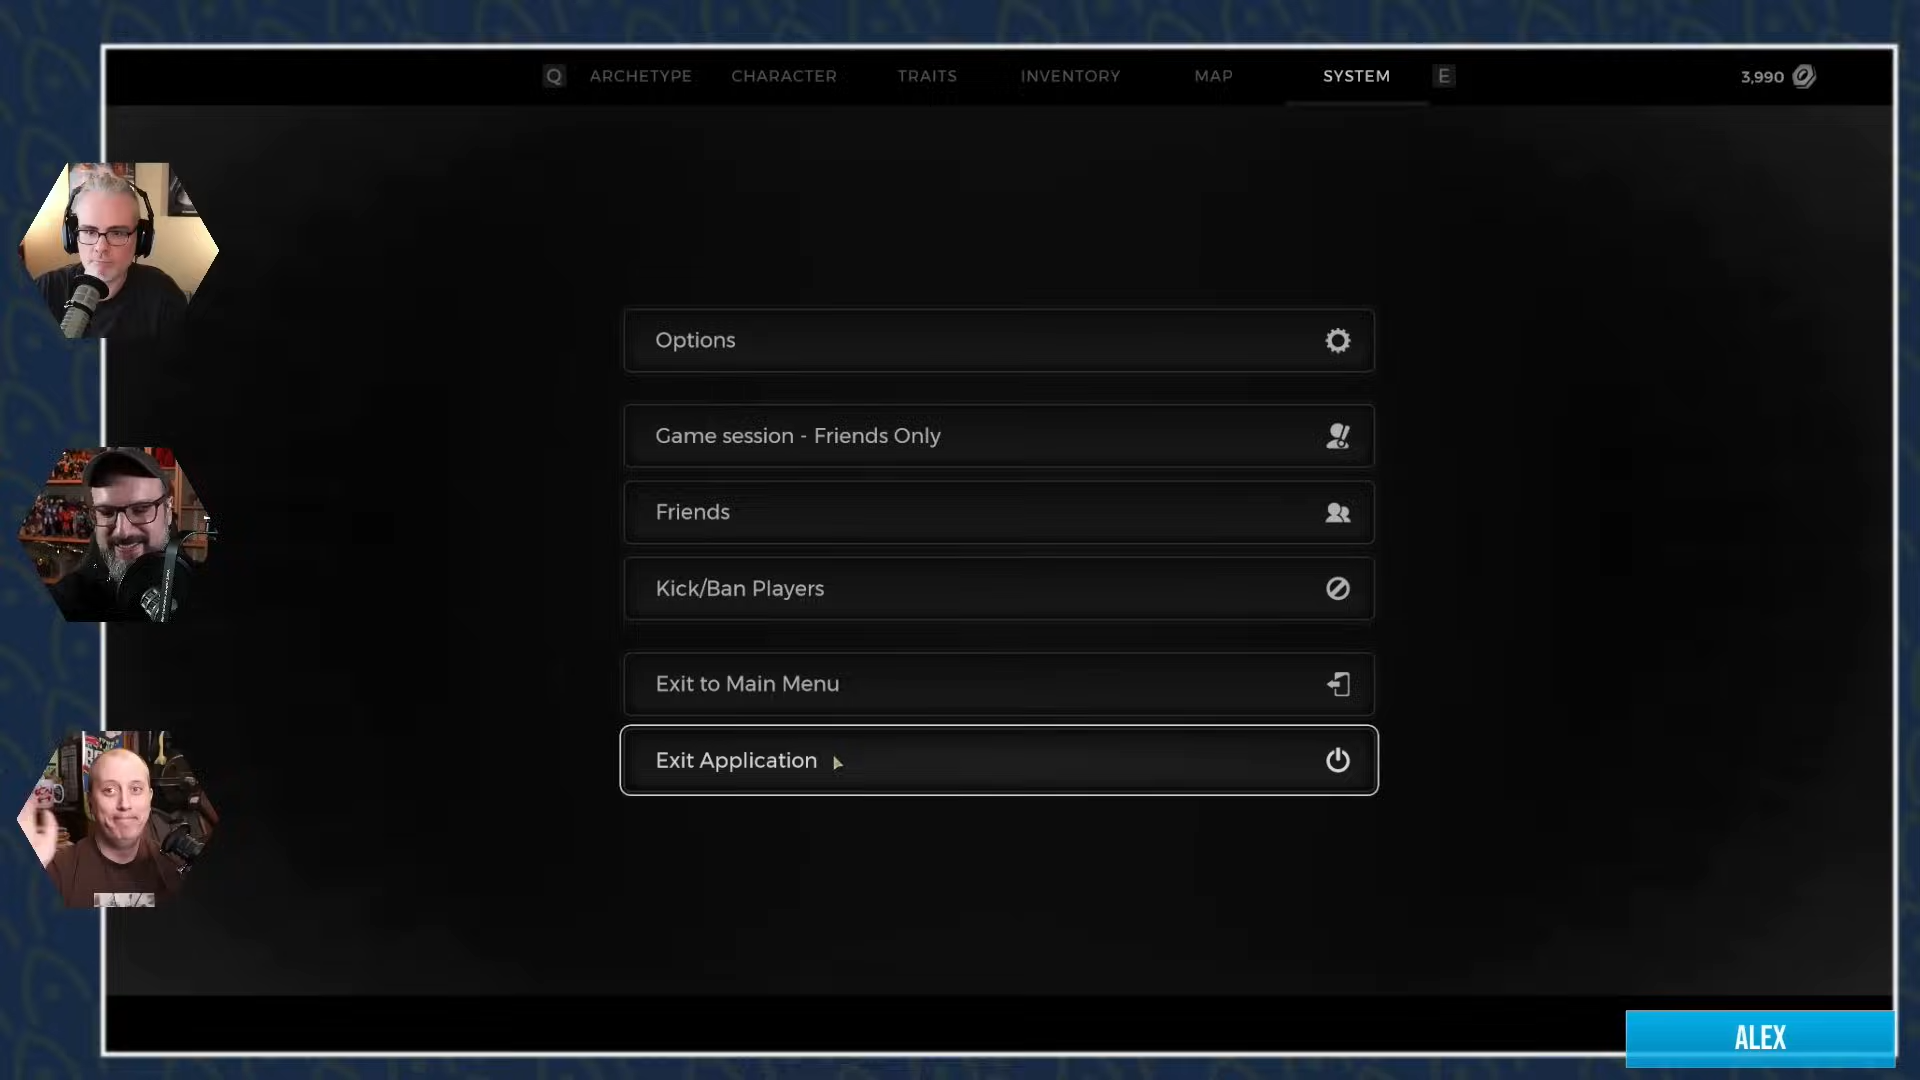 Q ARCHETYPE CHARACTER TRAITS INVENTORY MAP SYSTEM E 3,990
Options
Game session - Friends Only
Friends
Kick/Ban Players
Exit to Main Menu
Exit Application
ALEX